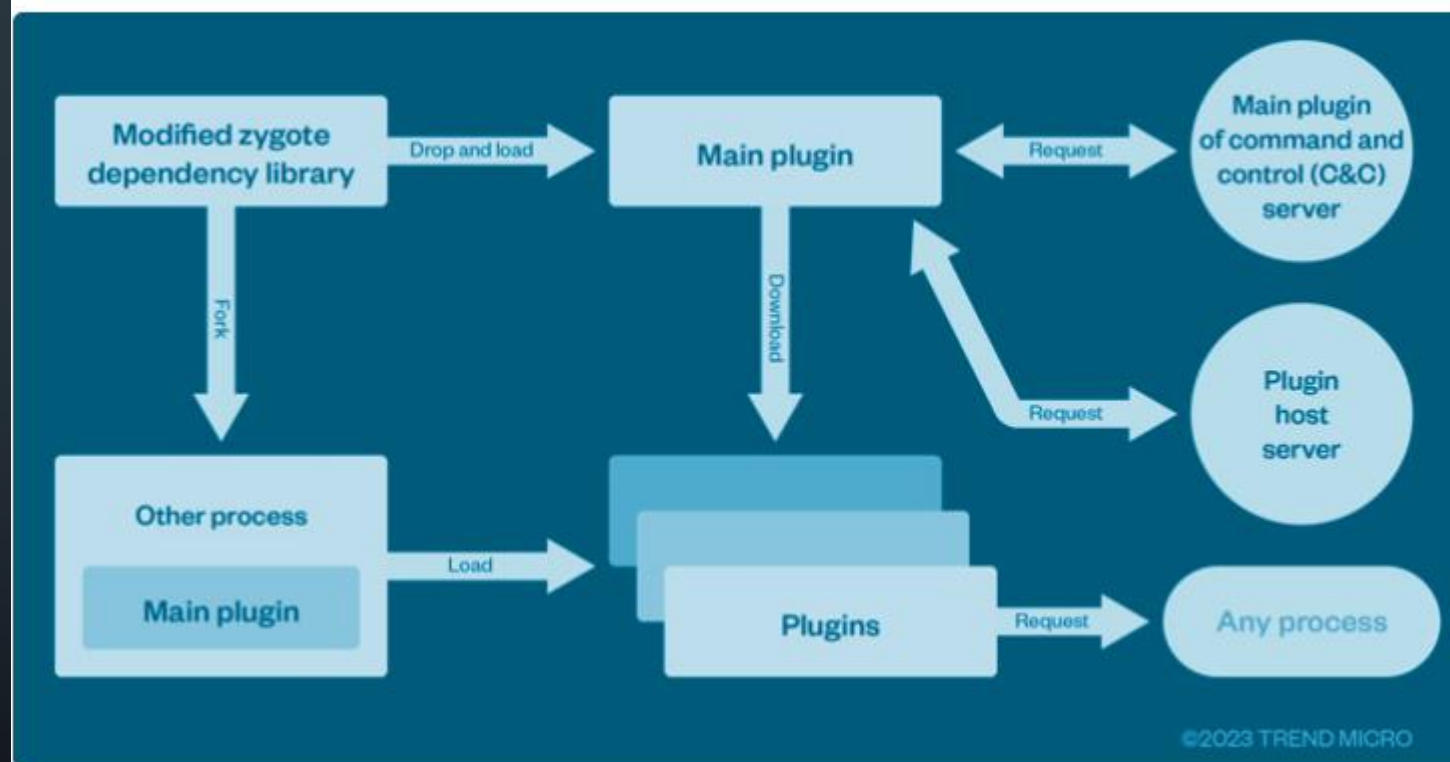 Modified zygote
dependency library
Drop and load
Main plugin
Request
Main plugin
of command and
control (C&C)
server
Fork
Download
Request
Plugin
host
server
Other process
Main plugin
Load
Plugins
Request
Any process
©2023 TREND MICRO